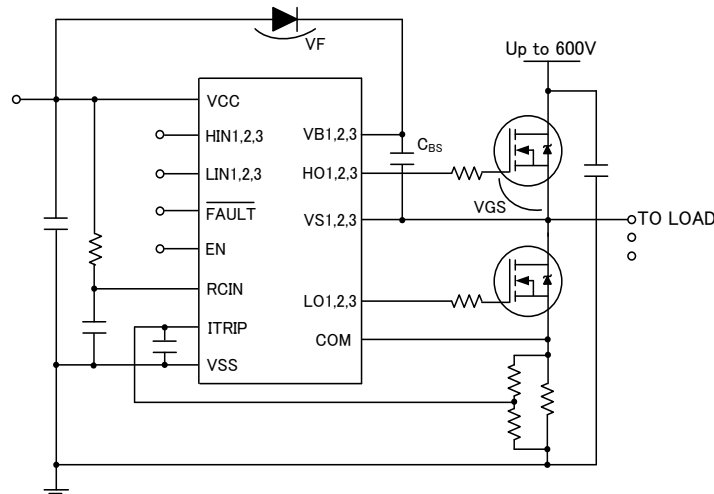 VF
Up to 600V
VCC
HIN1,2,3
VB1,2,3
CBS
LIN1,2,3
HO1,2,3
FAULT
VGS
VS1,2,3
TO LOAD
EN
RCIN
LO1,2,3
ITRIP
COM
VSS